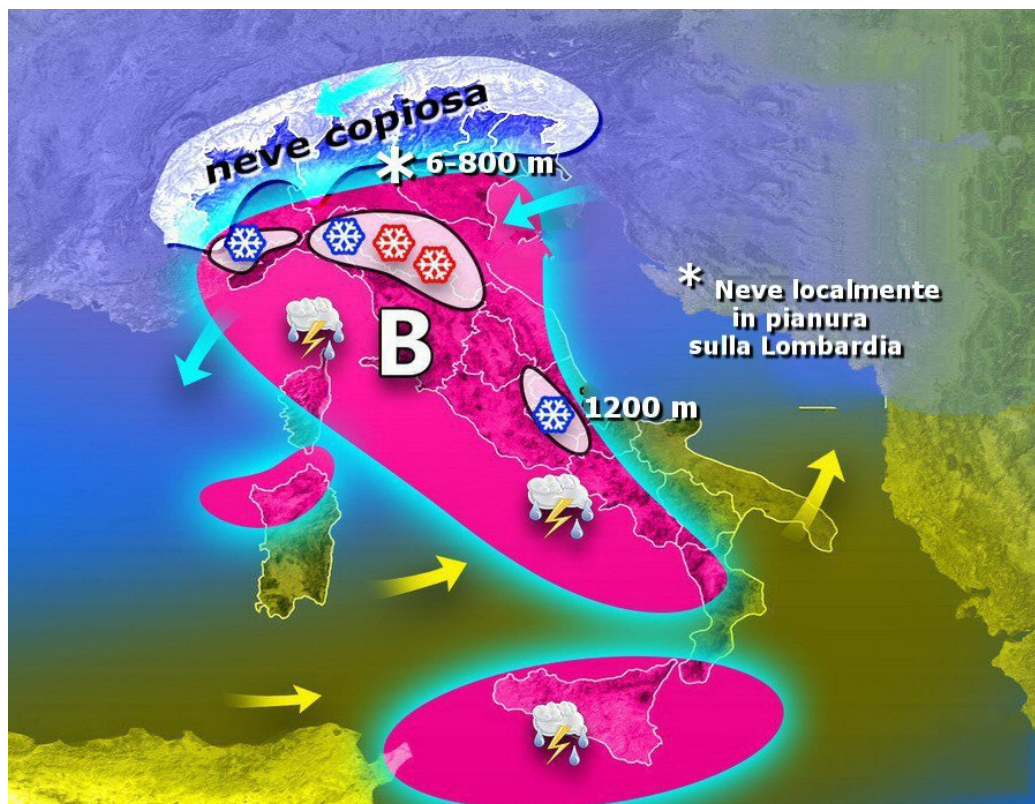 neve copiosa
* 6-800 m
* Neve localmente
in pianura
sulla Lombardia
B
1200 m